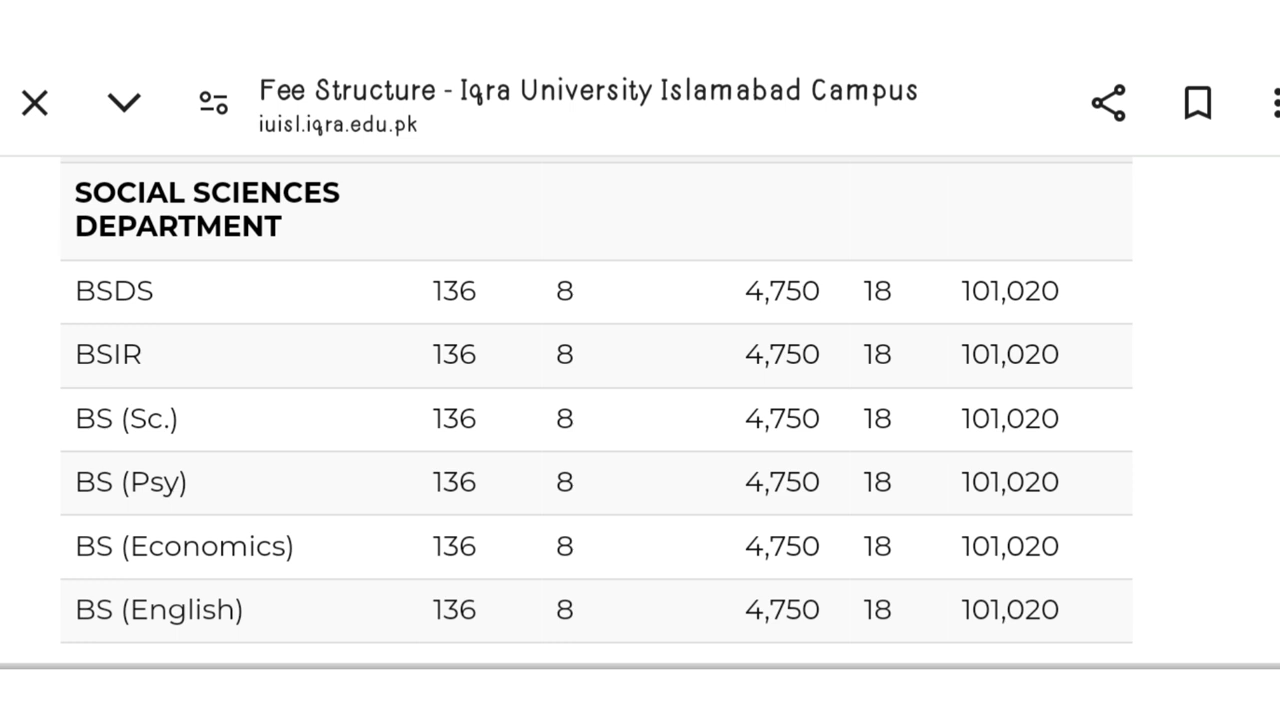 Fee Structure - Iqra University Islamabad Campus
iuisl.iqra.edu.pk
SOCIAL SCIENCES
DEPARTMENT
BSDS 136 8 4,750 18 101,020
BSIR 136 8 4,750 18 101,020
BS (Sc.) 136 8 4,750 18 101,020
BS (Psy) 136 8 4,750 18 101,020
BS (Economics) 136 8 4,750 18 101,020
BS (English) 136 8 4,750 18 101,020